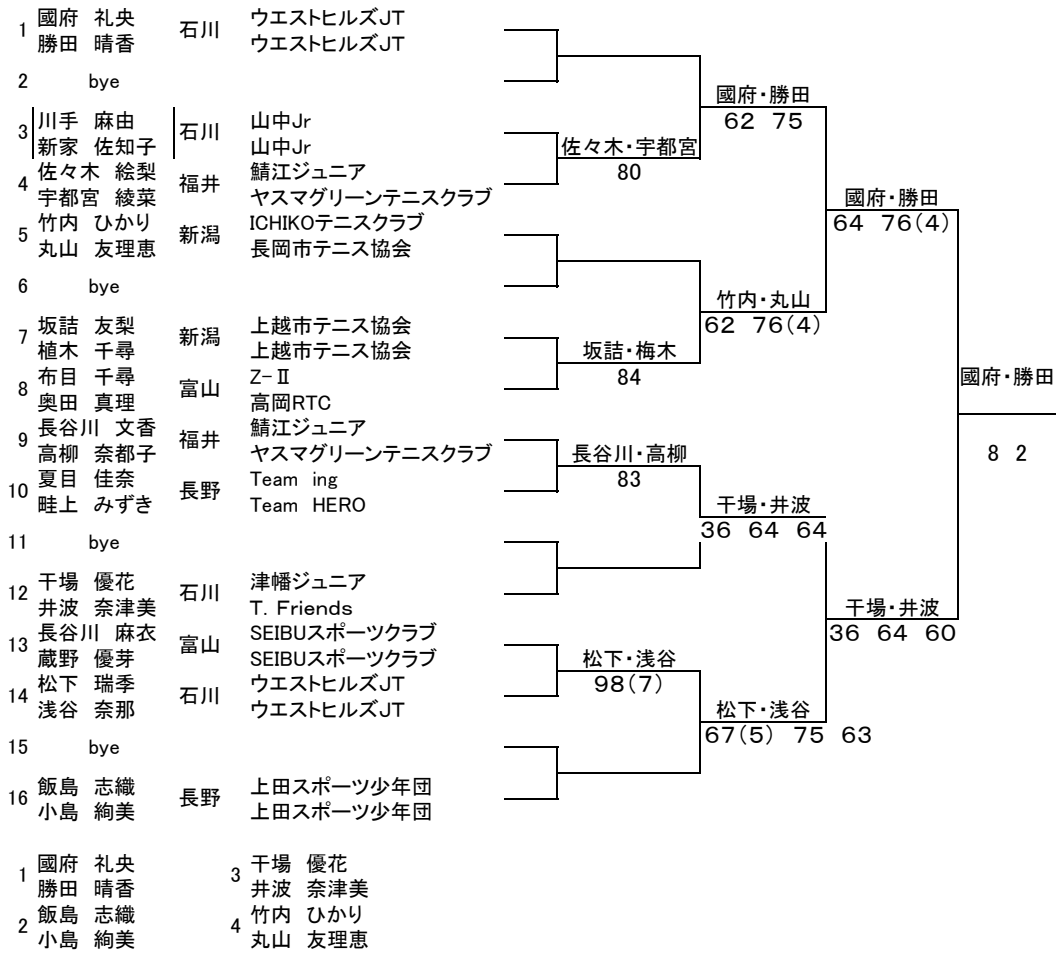 1 國府 礼央 石川 ウエストヒルズJT
勝田 晴香 ウエストヒルズJT
2 bye
3 川手 麻由 石川 山中Jr
新家 佐知子 山中Jr
4 佐々木 絵梨 福井 鯖江ジュニア
宇都宮 綾菜 ヤスマグリーンテニスクラブ
5 竹内 ひかり 新潟 ICHIKOテニスクラブ
丸山 友理恵 長岡市テニス協会
6 bye
7 坂詰 友梨 新潟 上越市テニス協会
植木 千尋 上越市テニス協会
8 布目 千尋 富山 Z-Ⅱ
奥田 真理 高岡RTC
9 長谷川 文香 福井 鯖江ジュニア
高柳 奈都子 ヤスマグリーンテニスクラブ
10 夏目 佳奈 長野 Team ing
畦上 みずき Team HERO
11 bye
12 干場 優花 石川 津幡ジュニア
井波 奈津美 T. Friends
13 長谷川 麻衣 富山 SEIBUスポーツクラブ
蔵野 優芽 SEIBUスポーツクラブ
14 松下 瑞季 石川 ウエストヒルズJT
浅谷 奈那 ウエストヒルズJT
15 bye
16 飯島 志織 長野 上田スポーツ少年団
小島 絢美 上田スポーツ少年団
佐々木・宇都宮
80
坂詰・梅木
84
長谷川・高柳
83
松下・浅谷
98(7)
國府・勝田
62 75
竹内・丸山
62 76(4)
干場・井波
36 64 64
松下・浅谷
67(5) 75 63
國府・勝田
64 76(4)
干場・井波
36 64 60
國府・勝田
8 2
1 國府 礼央
勝田 晴香
2 飯島 志織
小島 絢美
3 干場 優花
井波 奈津美
4 竹内 ひかり
丸山 友理恵